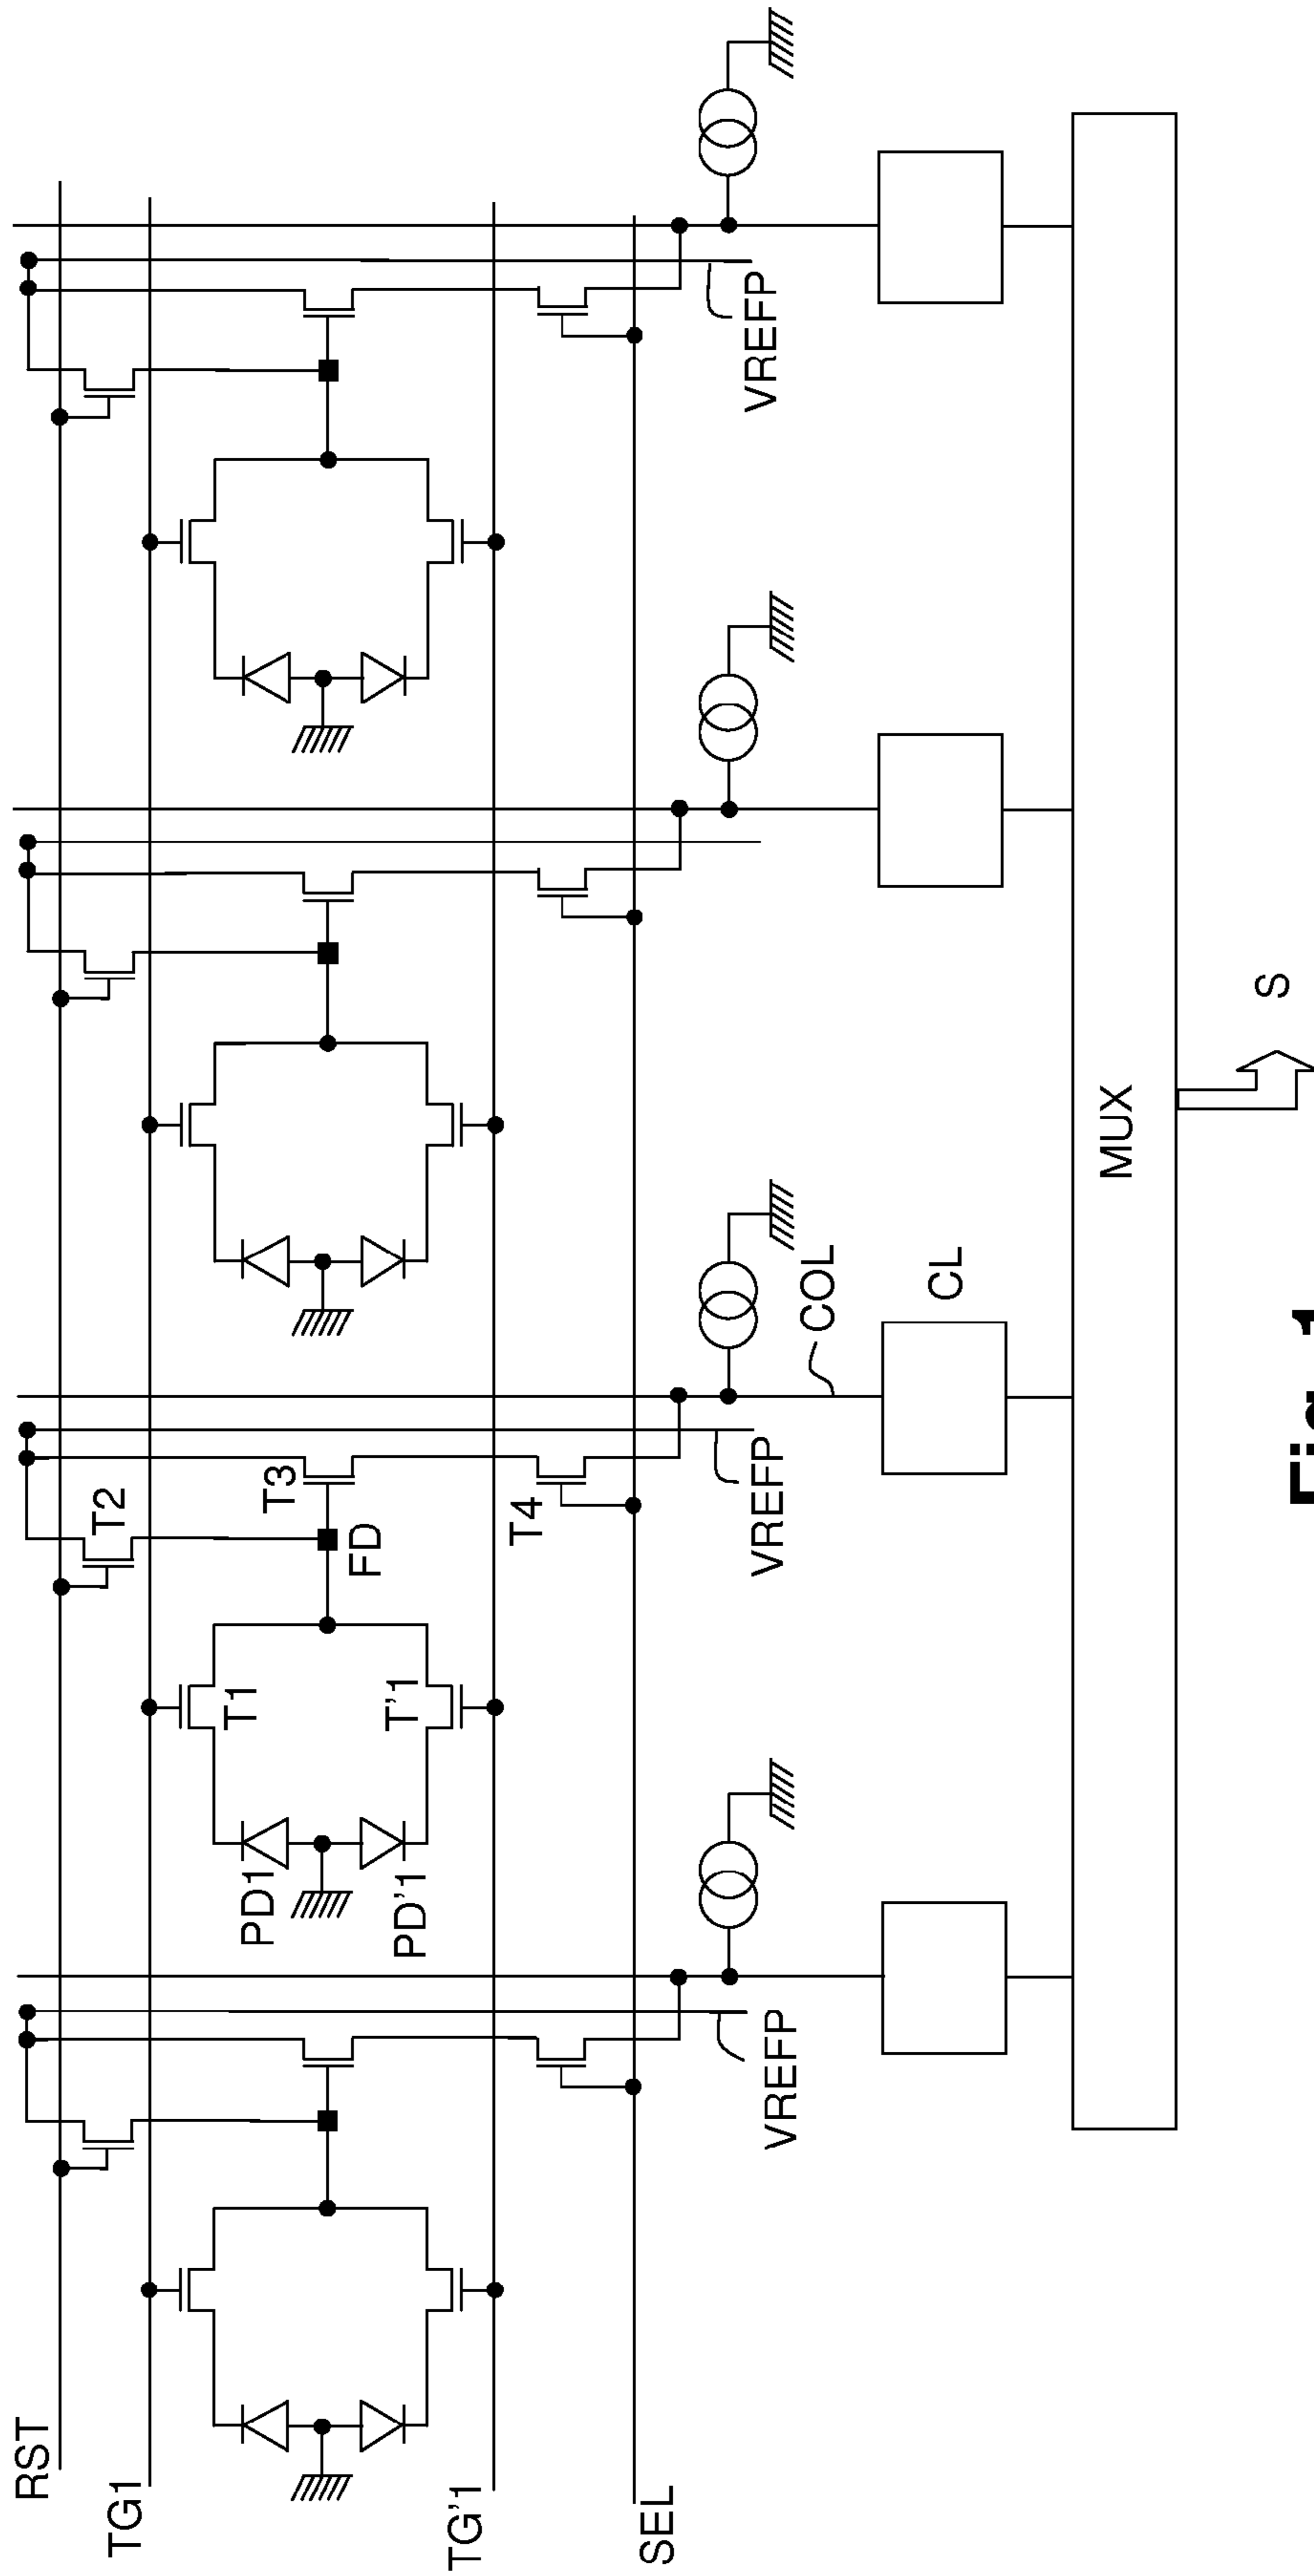 RST
TG1
TG'1
SEL
T2
T3
FD
T4
T1
T'1
PD1
PD'1
VREFP
VREFP
VREFP
COL
CL
MUX
S